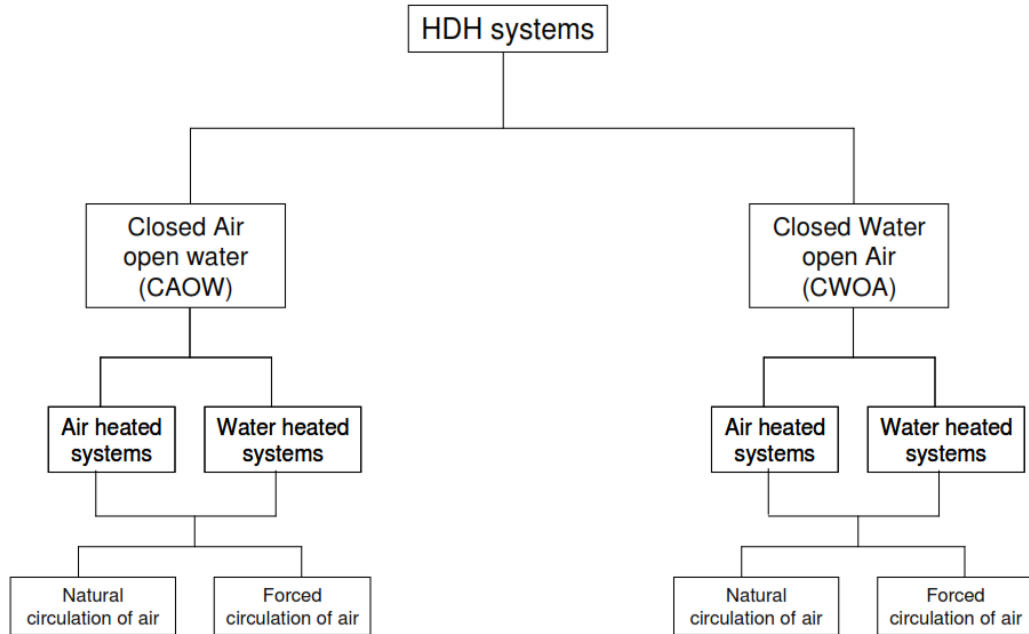 HDH systems
Closed Air
open water
(CAOW)
Closed Water
open Air
(CWOA)
Air heated
systems
Water heated
systems
Air heated
systems
Water heated
systems
Natural
circulation of air
Forced
circulation of air
Natural
circulation of air
Forced
circulation of air